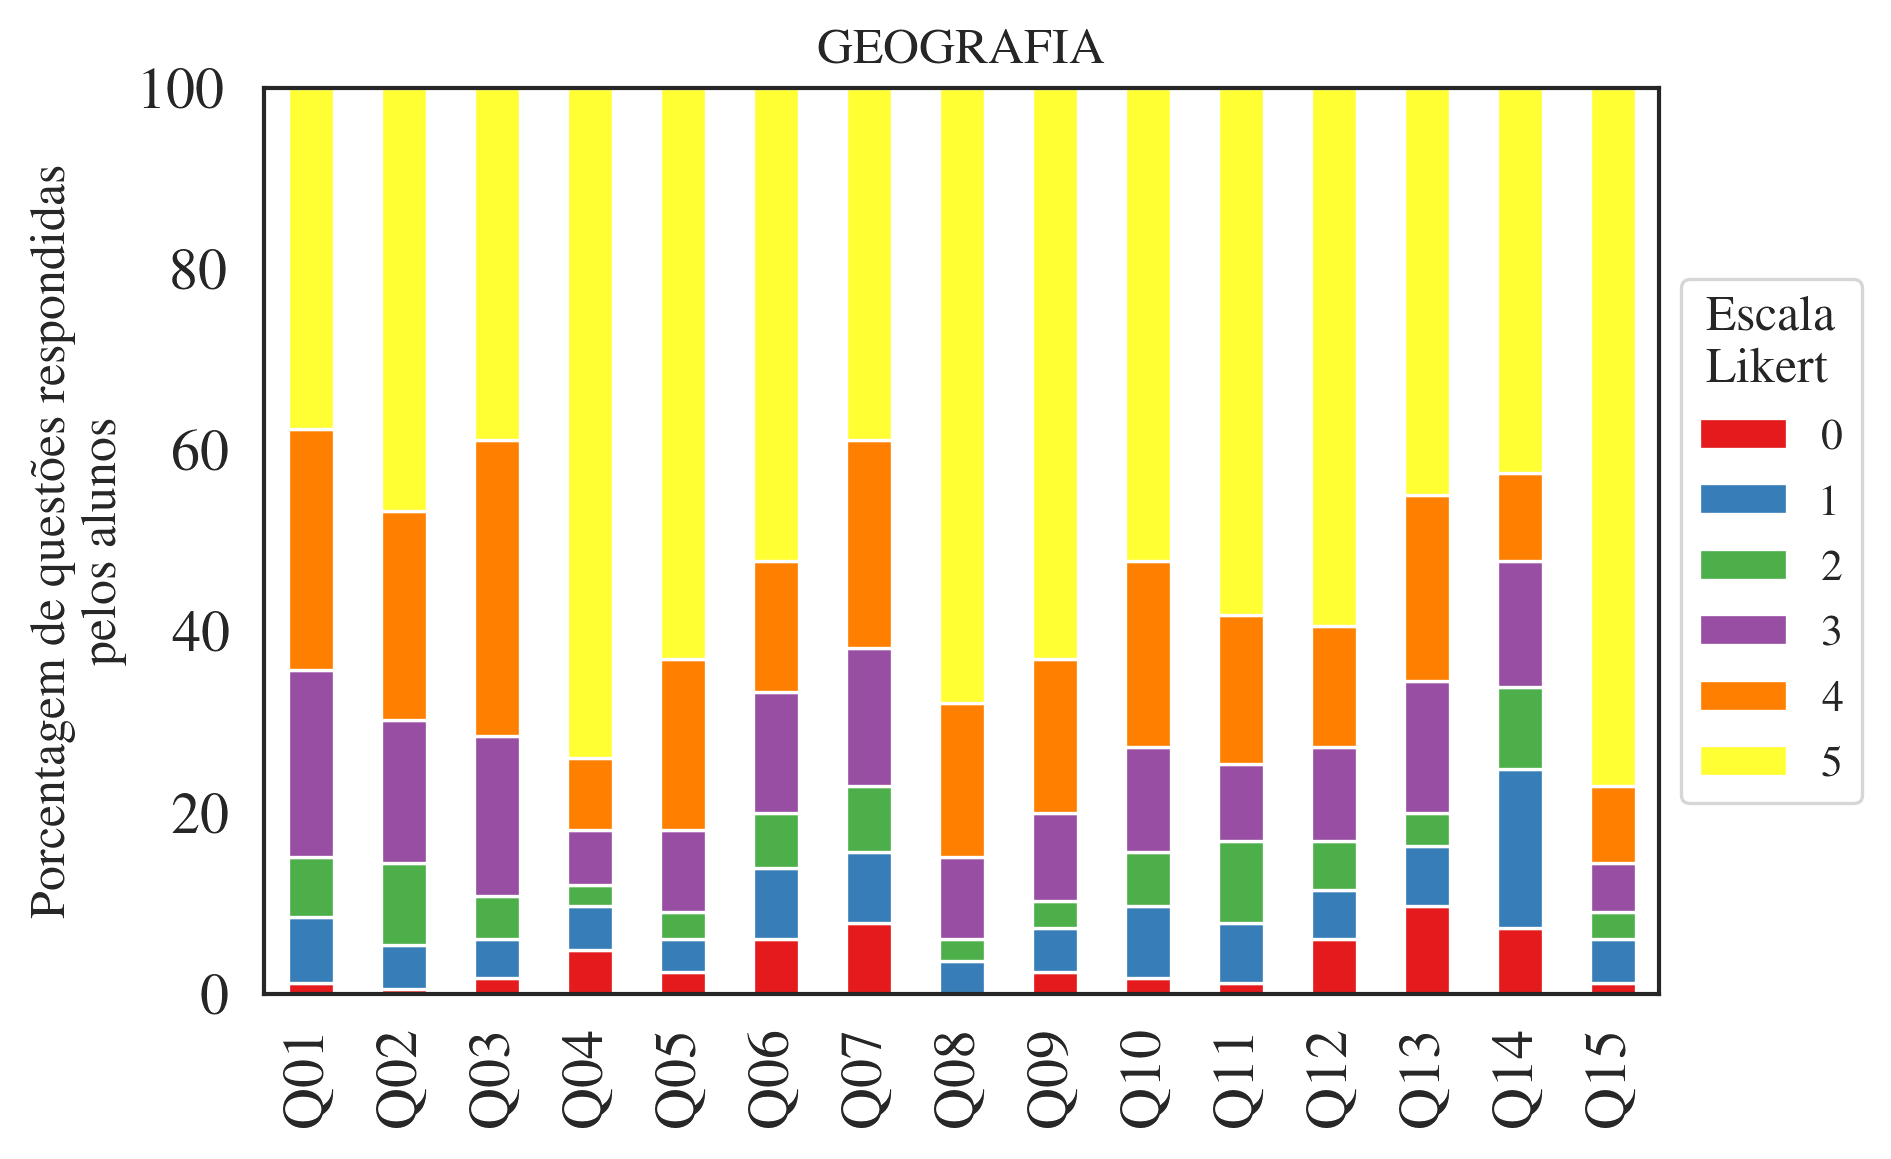 GEOGRAFIA
Porcentagem de questões respondidas
pelos alunos
100
80
60
40
20
0
Q01
Q02
Q03
Q04
Q05
Q06
Q07
Q08
Q09
Q10
Q11
Q12
Q13
Q14
Q15
Escala
Likert
0
1
2
3
4
5